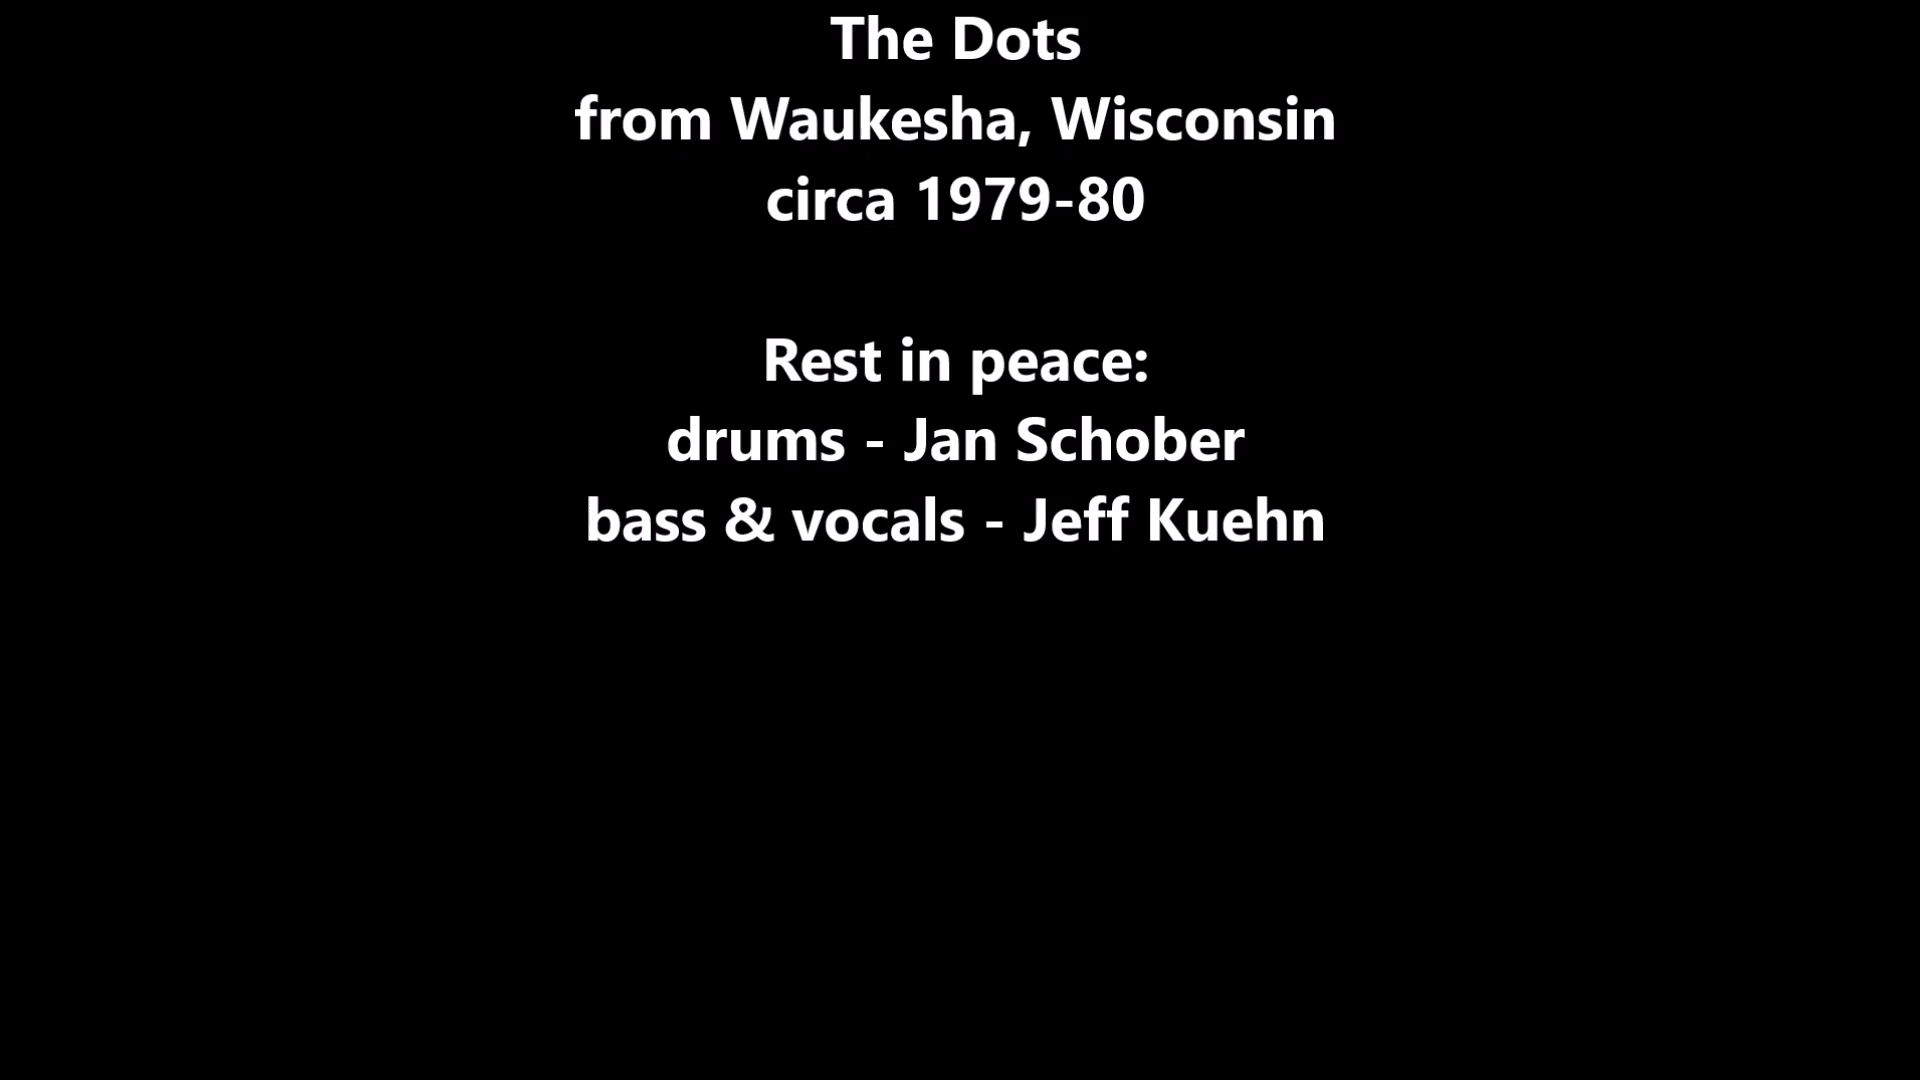 The Dots
from Waukesha, Wisconsin
circa 1979-80
Rest in peace:
drums - Jan Schober
bass & vocals - Jeff Kuehn